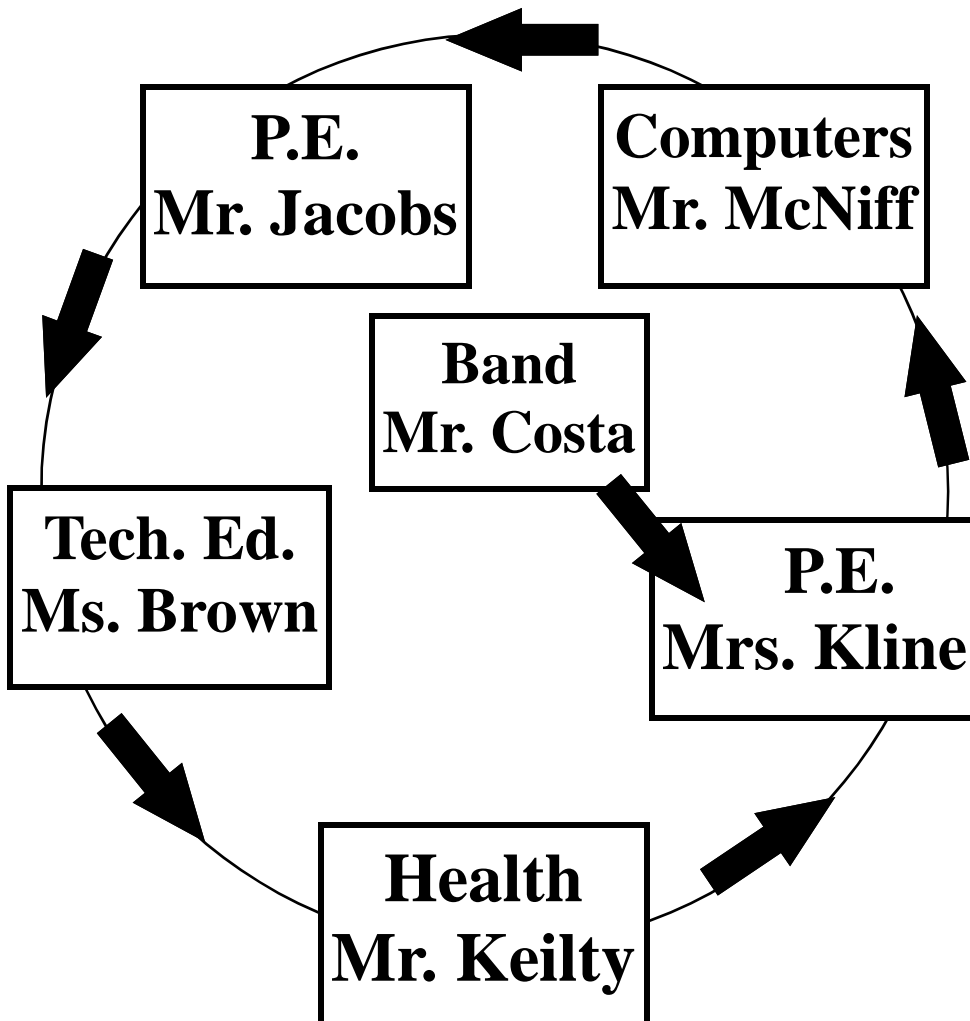 P.E.
Mr. Jacobs
Computers
Mr. McNiff
Band
Mr. Costa
Tech. Ed.
Ms. Brown
P.E.
Mrs. Kline
Health
Mr. Keilty